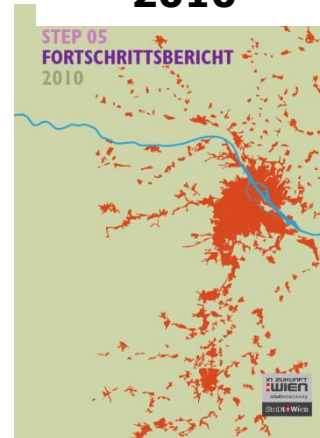 2010
STEP 05
FORTSCHRITTSBERICHT
2010
IN ZUKUNFT
:WIEN
StaDt Wien